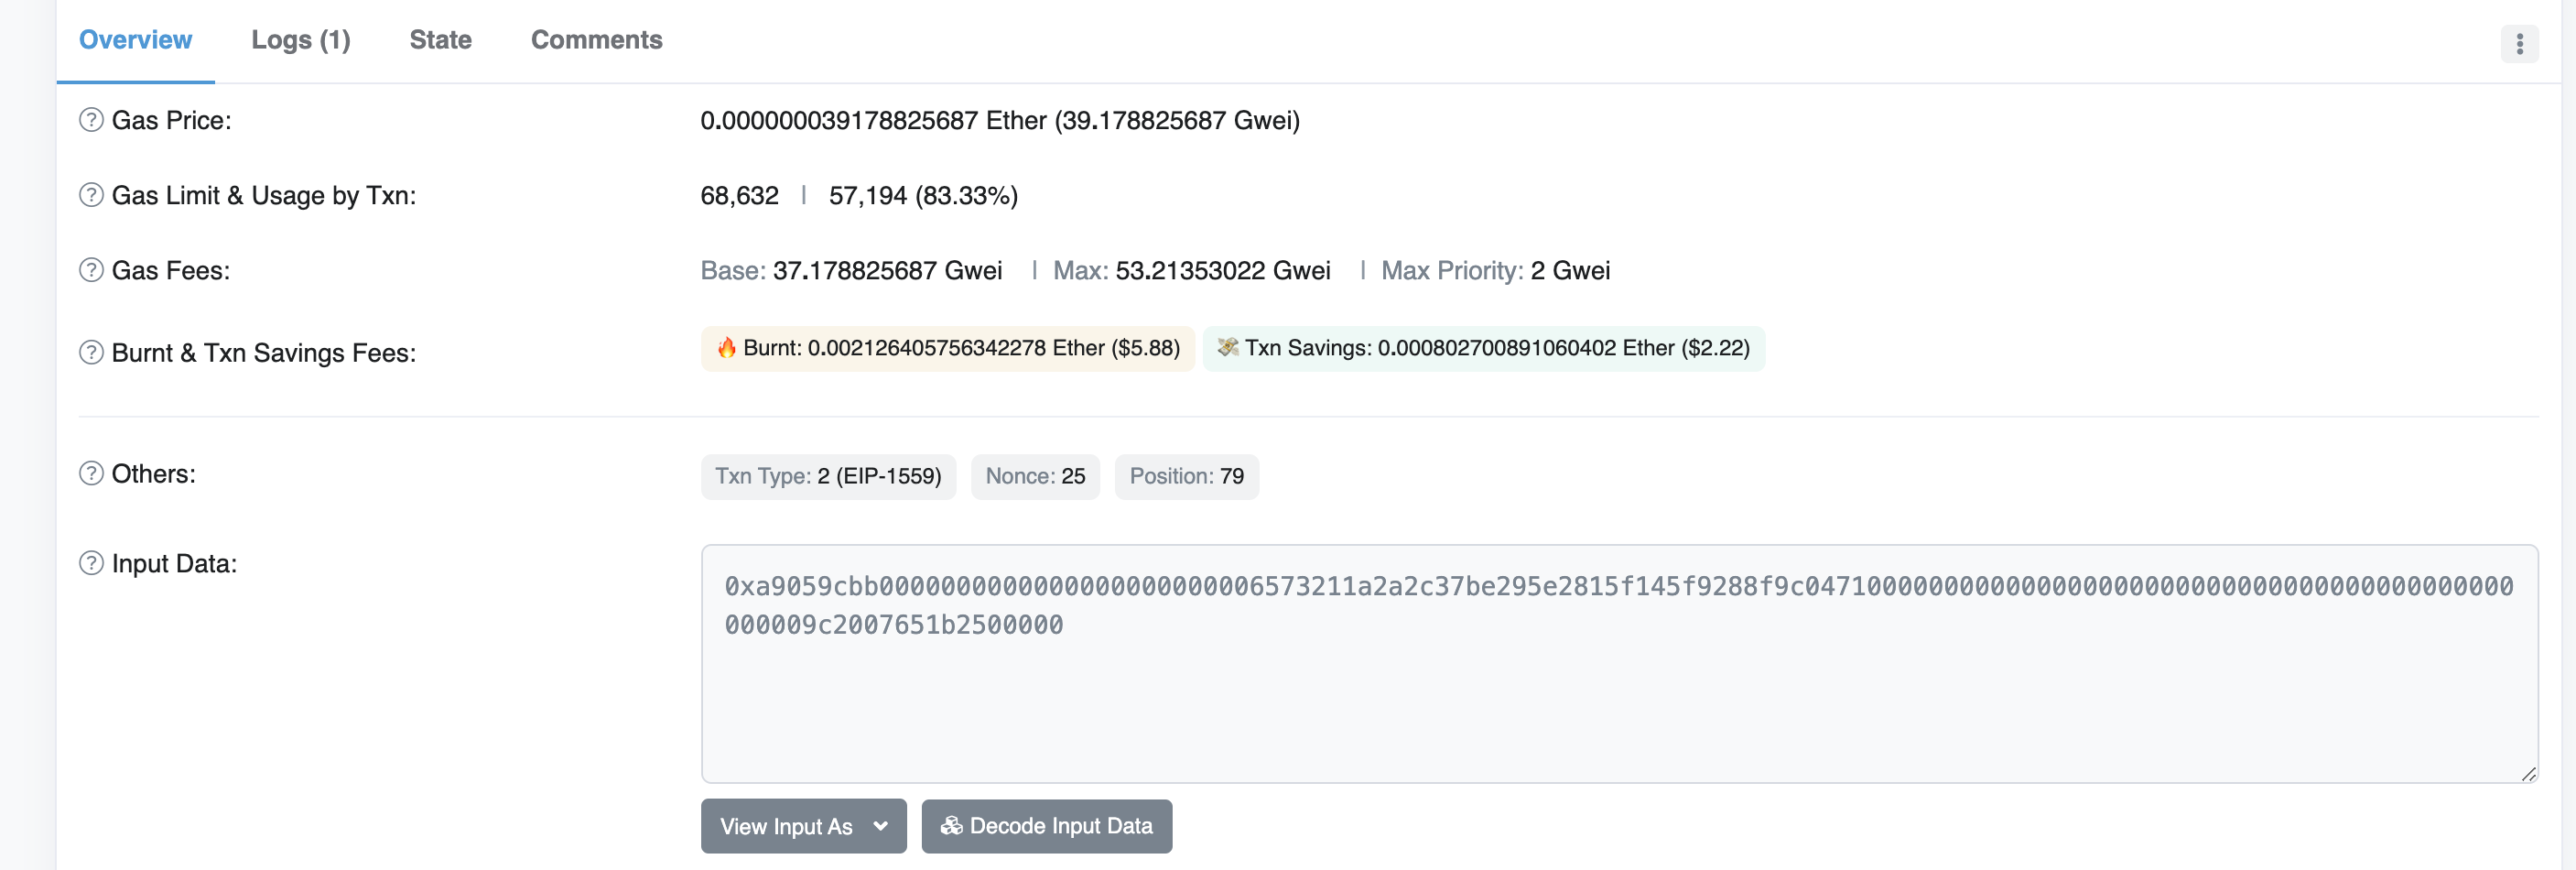 Overview Logs (1) State Comments
Gas Price: 0.000000039178825687 Ether (39.178825687 Gwei)
Gas Limit & Usage by Txn: 68,632 | 57,194 (83.33%)
Gas Fees: Base: 37.178825687 Gwei | Max: 53.21353022 Gwei | Max Priority: 2 Gwei
Burnt & Txn Savings Fees: 🔥 Burnt: 0.002126405756342278 Ether ($5.88) 💸 Txn Savings: 0.000802700891060402 Ether ($2.22)
Others: Txn Type: 2 (EIP-1559) Nonce: 25 Position: 79
Input Data: 0xa9059cbb0000000000000000000000006573211a2a2c37be295e2815f145f9288f9c0471000000000000000000000000000000000000000000
000009c2007651b2500000
View Input As Decode Input Data